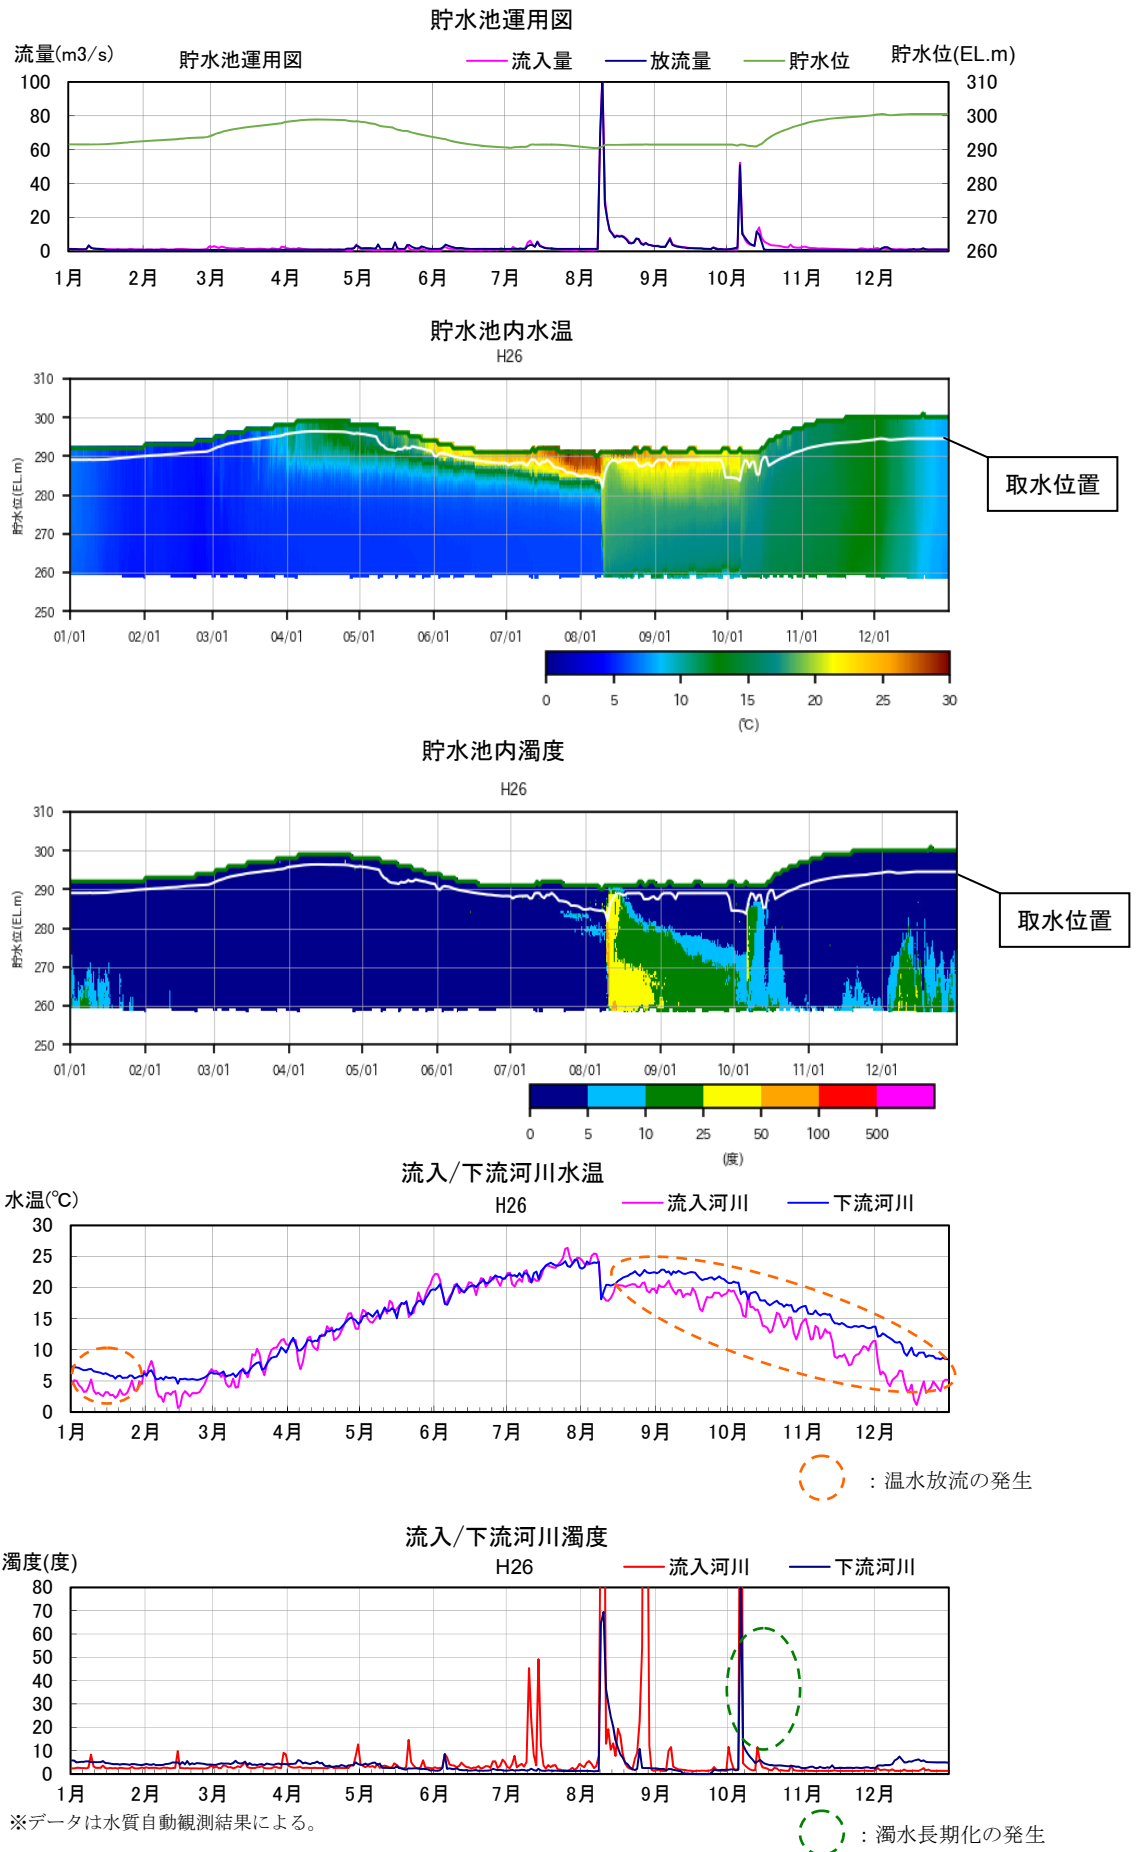 貯水池運用図
流量(m3/s) 貯水池運用図 流入量 放流量 貯水位 貯水位(EL.m)
100 310
80 300
60 290
40 280
20 270
0 260
1月 2月 3月 4月 5月 6月 7月 8月 9月 10月 11月 12月
貯水池内水温
H26
310
300
290
280
270
260
250
貯水位(EL.m)
取水位置
01/01 02/01 03/01 04/01 05/01 06/01 07/01 08/01 09/01 10/01 11/01 12/01
0 5 10 15 20 25 30
(℃)
貯水池内濁度
H26
310
300
290
280
270
260
250
貯水位(EL.m)
取水位置
01/01 02/01 03/01 04/01 05/01 06/01 07/01 08/01 09/01 10/01 11/01 12/01
0 5 10 25 50 100 500
(度)
流入/下流河川水温
水温(℃) H26 流入河川 下流河川
30
25
20
15
10
5
0
1月 2月 3月 4月 5月 6月 7月 8月 9月 10月 11月 12月
：温水放流の発生
流入/下流河川濁度
濁度(度) H26 流入河川 下流河川
80
70
60
50
40
30
20
10
0
1月 2月 3月 4月 5月 6月 7月 8月 9月 10月 11月 12月
※データは水質自動観測結果による。
：濁水長期化の発生